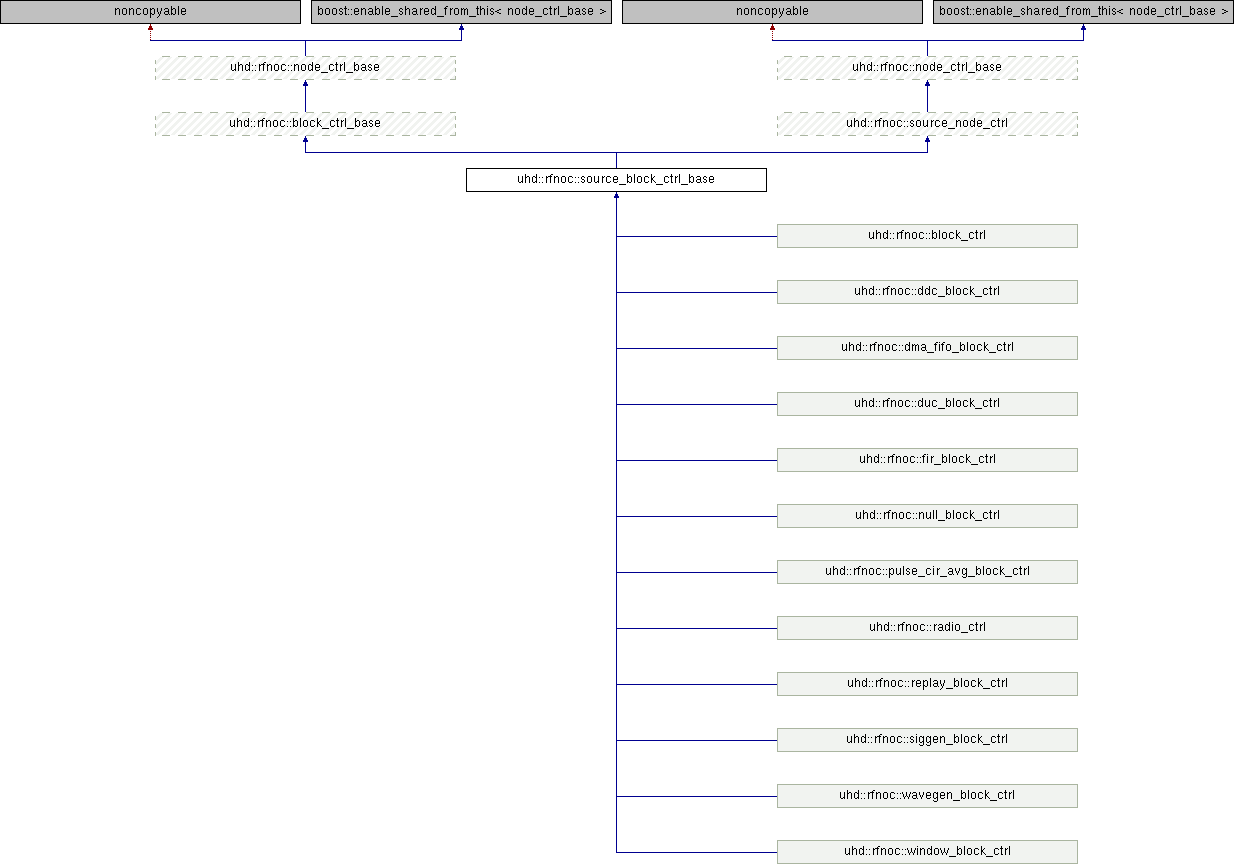 noncopyable
boost::enable_shared_from_this< node_ctrl_base >
noncopyable
boost::enable_shared_from_this< node_ctrl_base >
uhd::rfnoc::node_ctrl_base
uhd::rfnoc::node_ctrl_base
uhd::rfnoc::block_ctrl_base
uhd::rfnoc::source_node_ctrl
uhd::rfnoc::source_block_ctrl_base
uhd::rfnoc::block_ctrl
uhd::rfnoc::ddc_block_ctrl
uhd::rfnoc::dma_fifo_block_ctrl
uhd::rfnoc::duc_block_ctrl
uhd::rfnoc::fir_block_ctrl
uhd::rfnoc::null_block_ctrl
uhd::rfnoc::pulse_cir_avg_block_ctrl
uhd::rfnoc::radio_ctrl
uhd::rfnoc::replay_block_ctrl
uhd::rfnoc::siggen_block_ctrl
uhd::rfnoc::wavegen_block_ctrl
uhd::rfnoc::window_block_ctrl